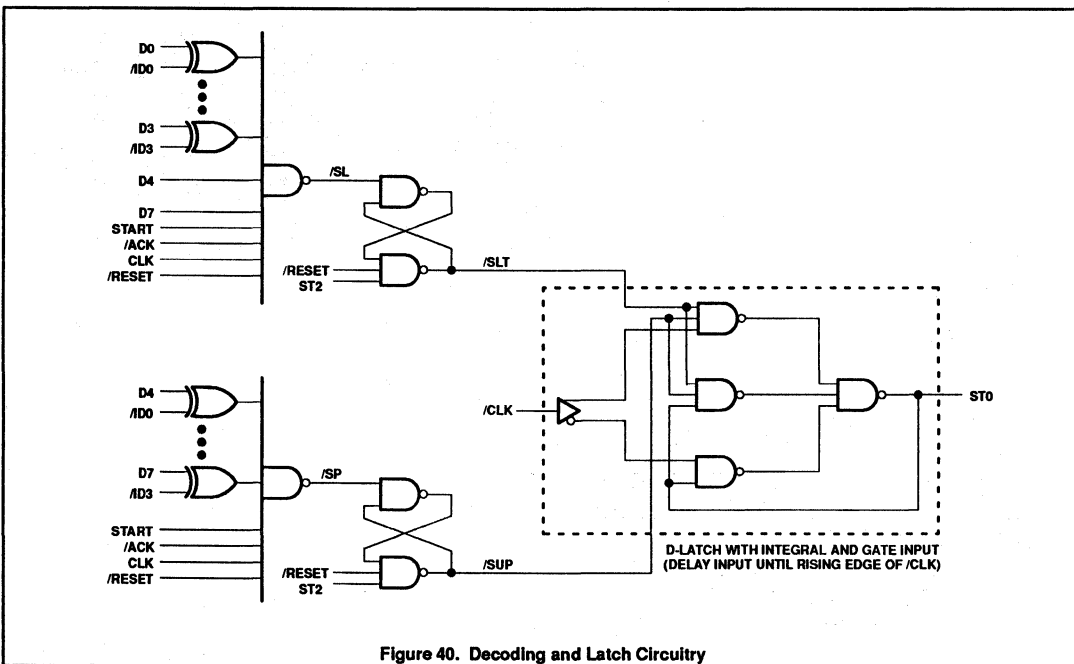 D0
/ID0
D3
/ID3
D4
/SL
D7
START
/ACK
CLK
/RESET
/RESET
ST2
/SLT
D4
/ID0
/CLK
ST0
D7
/ID3
/SP
START
/ACK
CLK
/RESET
/RESET
ST2
/SUP
D-LATCH WITH INTEGRAL AND GATE INPUT
(DELAY INPUT UNTIL RISING EDGE OF /CLK)
Figure 40. Decoding and Latch Circuitry